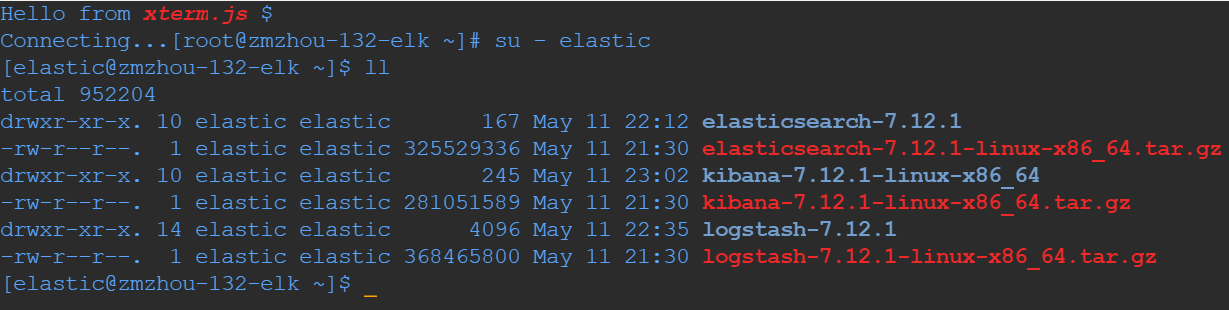 Hello from xterm.js $
Connecting...[root@zmzhou-132-elk ~]# su - elastic
[elastic@zmzhou-132-elk ~]$ ll
total 952204
drwxr-xr-x. 10 elastic elastic       167 May 11 22:12 elasticsearch-7.12.1
-rw-r--r--.  1 elastic elastic 325529336 May 11 21:30 elasticsearch-7.12.1-linux-x86_64.tar.gz
drwxr-xr-x. 10 elastic elastic       245 May 11 23:02 kibana-7.12.1-linux-x86_64
-rw-r--r--.  1 elastic elastic 281051589 May 11 21:30 kibana-7.12.1-linux-x86_64.tar.gz
drwxr-xr-x. 14 elastic elastic      4096 May 11 22:35 logstash-7.12.1
-rw-r--r--.  1 elastic elastic 368465800 May 11 21:30 logstash-7.12.1-linux-x86_64.tar.gz
[elastic@zmzhou-132-elk ~]$ _